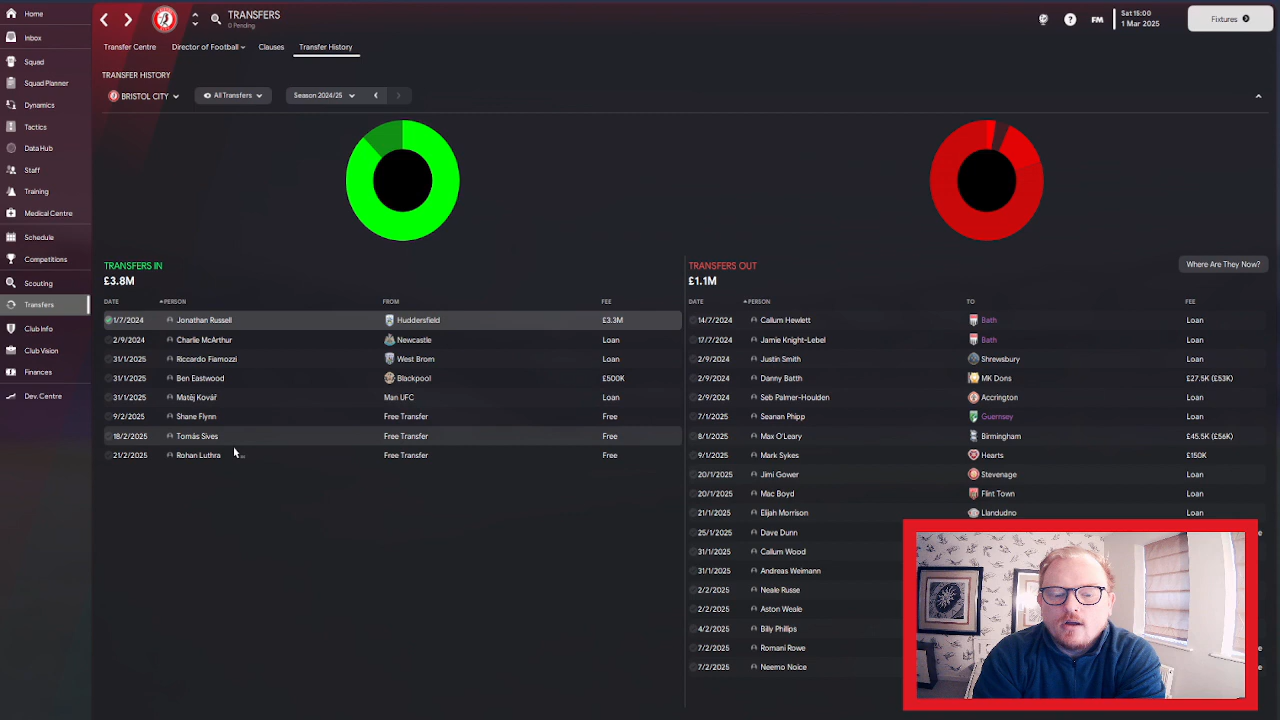 Home
Inbox
Squad
Squad Planner
Dynamics
Tactics
Data Hub
Staff
Training
Medical Centre
Schedule
Competitions
Scouting
Transfers
Club Info
Club Vision
Finances
Dev.Centre
TRANSFERS
0 Pending
FM
Sat 15:00
1 Mar 2025
Fixtures
Transfer Centre Director of Football Clauses Transfer History
TRANSFER HISTORY
BRISTOL CITY All Transfers Season 2024/25
TRANSFERS IN
£3.8M
DATE PERSON FROM FEE
1/7/2024 Jonathan Russell Huddersfield £3.3M
2/9/2024 Charlie McArthur Newcastle Loan
31/1/2025 Riccardo Fiamozzi West Brom Loan
31/1/2025 Ben Eastwood Blackpool £500K
31/1/2025 Matěj Kovář Man UFC Loan
9/2/2025 Shane Flynn Free Transfer Free
18/2/2025 Tomás Sives Free Transfer Free
21/2/2025 Rohan Luthra Free Transfer Free
TRANSFERS OUT
£1.1M
Where Are They Now?
DATE PERSON TO FEE
14/7/2024 Callum Hewlett Bath Loan
17/7/2024 Jamie Knight-Lebel Bath Loan
2/9/2024 Justin Smith Shrewsbury Loan
2/9/2024 Danny Batth MK Dons £27.5K (£53K)
2/9/2024 Seb Palmer-Houlden Accrington Loan
7/1/2025 Seanan Phipp Guernsey Loan
8/1/2025 Max O'Leary Birmingham £45.5K (£56K)
9/1/2025 Mark Sykes Hearts £150K
20/1/2025 Jimi Gower Stevenage Loan
20/1/2025 Mac Boyd Flint Town Loan
21/1/2025 Elijah Morrison Llandudno Loan
25/1/2025 Dave Dunn
31/1/2025 Callum Wood
31/1/2025 Andreas Weimann
2/2/2025 Neale Russe
2/2/2025 Aston Weale
4/2/2025 Billy Phillips
7/2/2025 Romani Rowe
7/2/2025 Neemo Noice